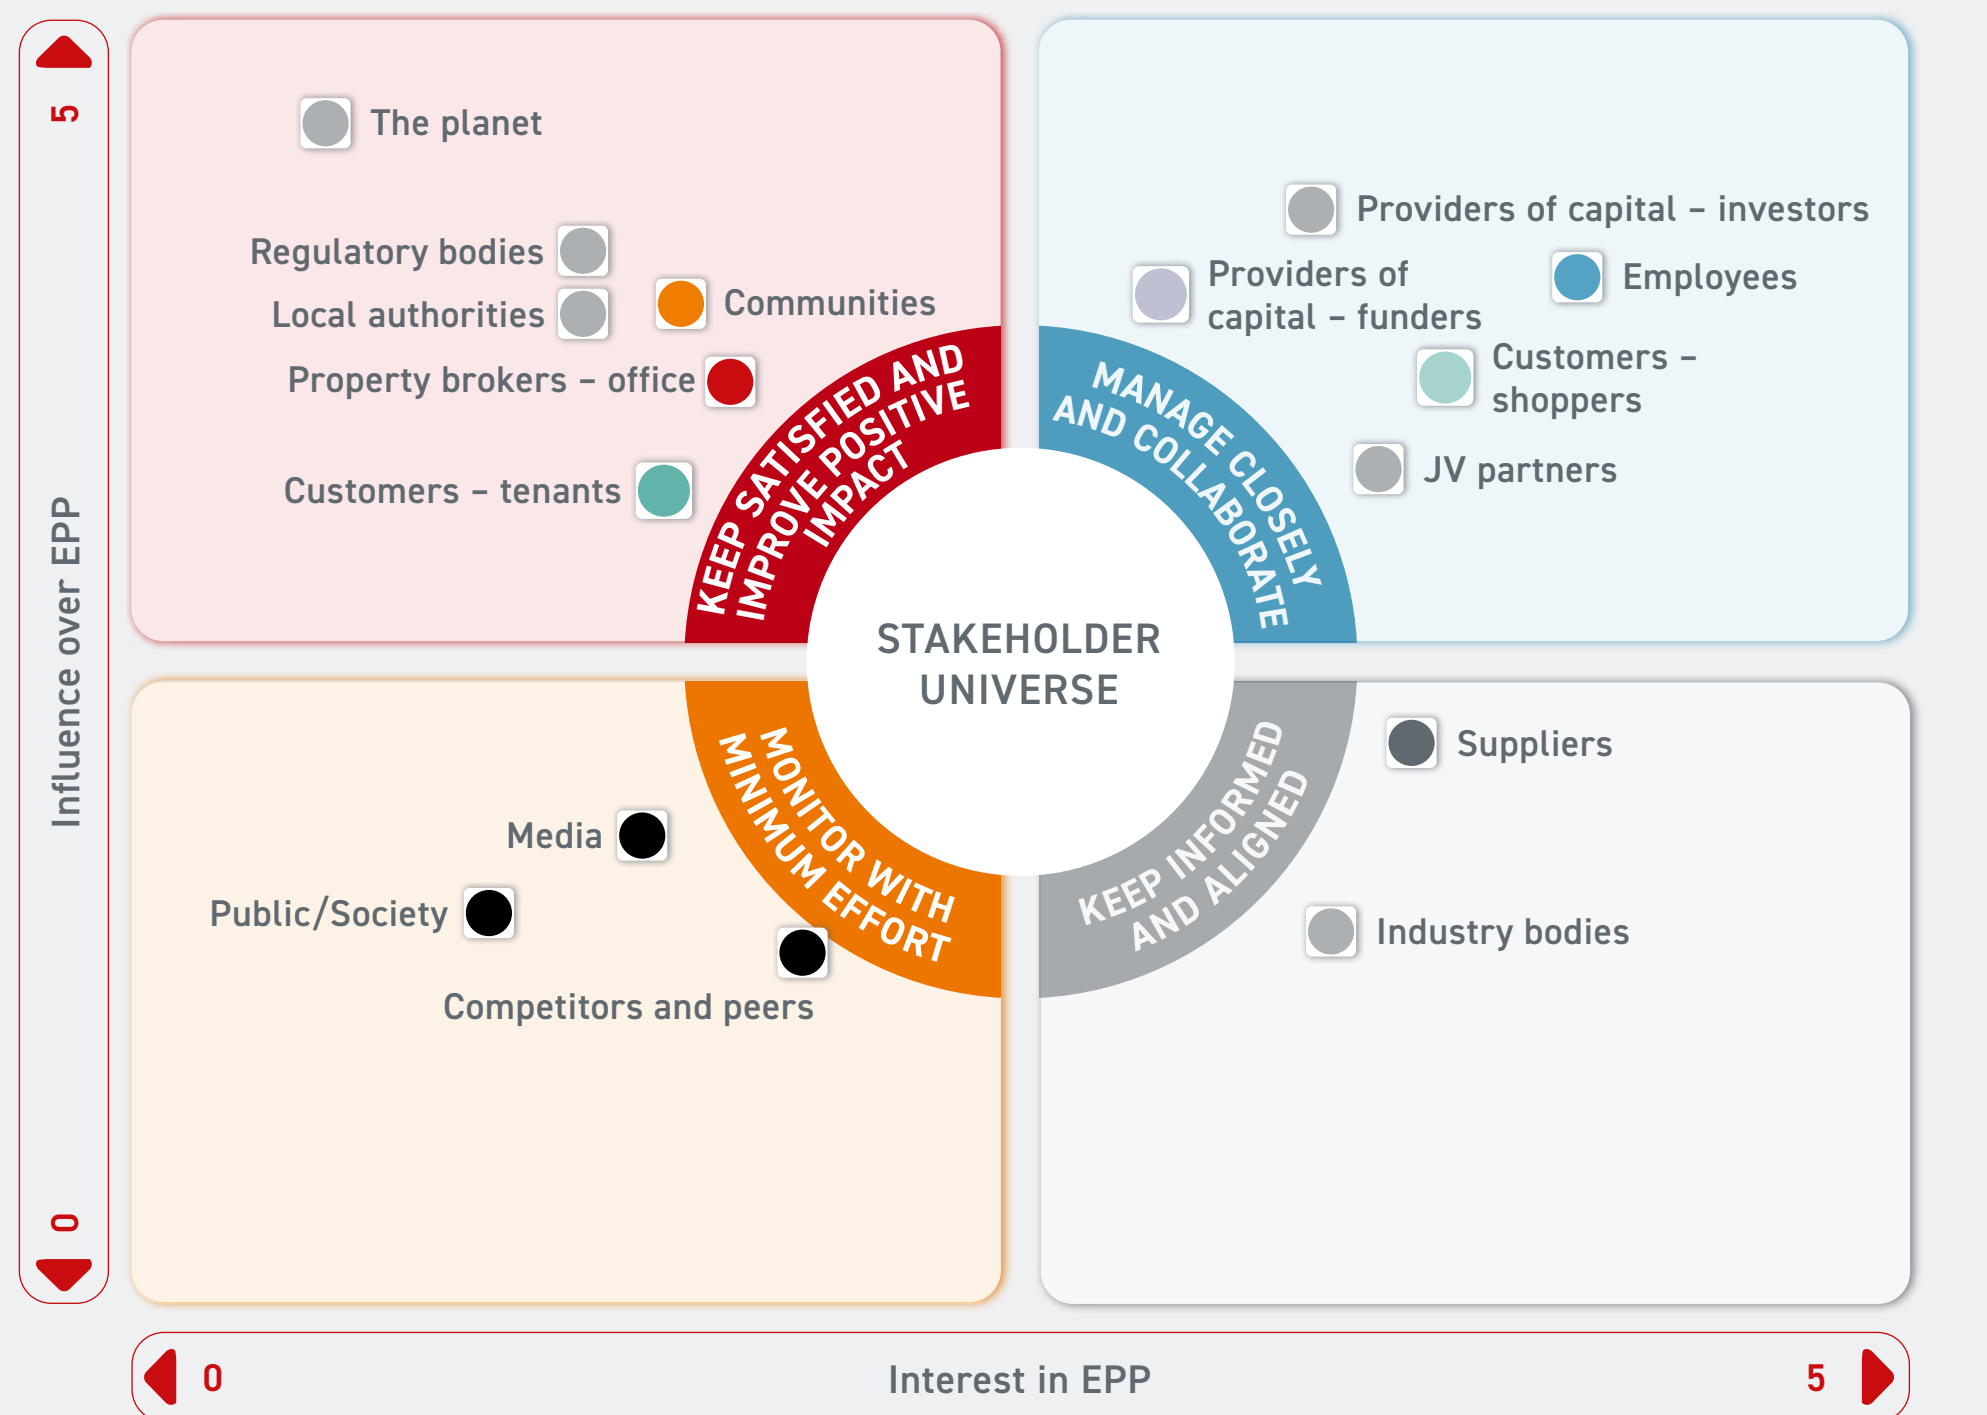 5
Influence over EPP
0
The planet
Regulatory bodies
Local authorities
Communities
Property brokers – office
Customers – tenants
KEEP SATISFIED AND
IMPROVE POSITIVE
IMPACT
Providers of capital – investors
Providers of
capital – funders
Employees
Customers –
shoppers
JV partners
MANAGE CLOSELY
AND COLLABORATE
STAKEHOLDER
UNIVERSE
Media
Public/Society
Competitors and peers
MONITOR WITH
MINIMUM EFFORT
Suppliers
Industry bodies
KEEP INFORMED
AND ALIGNED
0
Interest in EPP
5